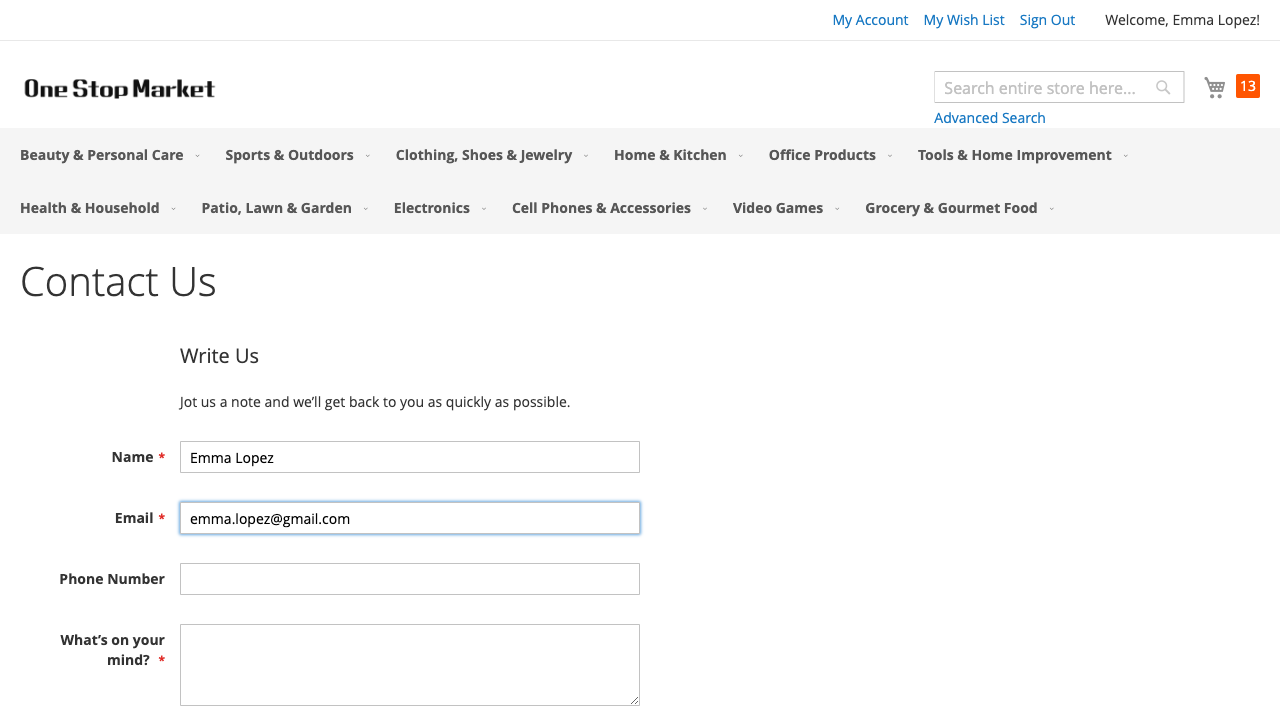 My Account My Wish List Sign Out Welcome, Emma Lopez!
One Stop Market
Search entire store here...
13
Advanced Search
Beauty & Personal Care Sports & Outdoors Clothing, Shoes & Jewelry Home & Kitchen Office Products Tools & Home Improvement
Health & Household Patio, Lawn & Garden Electronics Cell Phones & Accessories Video Games Grocery & Gourmet Food
Contact Us
Write Us
Jot us a note and we’ll get back to you as quickly as possible.
Name * Emma Lopez
Email * emma.lopez@gmail.com
Phone Number
What’s on your
mind? *